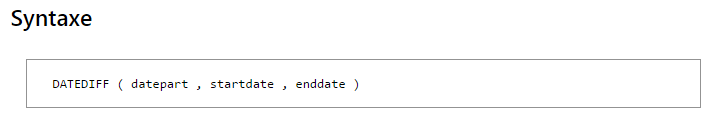 Syntaxe
DATEDIFF ( datepart , startdate , enddate )